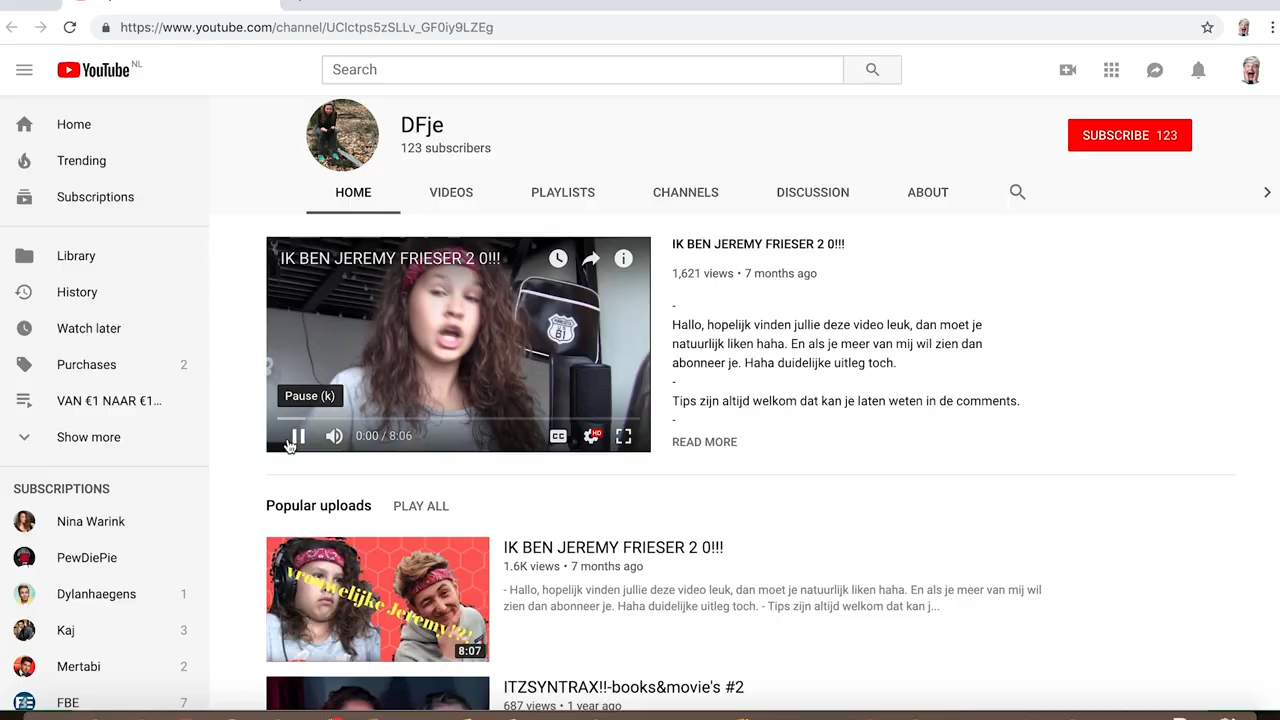 https://www.youtube.com/channel/UClctps5zSLLv_GF0iy9LZEg
YouTube NL
Search
Home
Trending
Subscriptions
Library
History
Watch later
Purchases 2
VAN €1 NAAR €1...
Show more
SUBSCRIPTIONS
Nina Warink
PewDiePie
Dylanhaegens 1
Kaj 3
Mertabi 2
FBE 7
DFje
123 subscribers
SUBSCRIBE 123
HOME VIDEOS PLAYLISTS CHANNELS DISCUSSION ABOUT
IK BEN JEREMY FRIESER 2 0!!!
Pause (k)
0:00 / 8:06
CC
HD
IK BEN JEREMY FRIESER 2 0!!!
1,621 views • 7 months ago
-
Hallo, hopelijk vinden jullie deze video leuk, dan moet je
natuurlijk liken haha. En als je meer van mij wil zien dan
abonneer je. Haha duidelijke uitleg toch.
-
Tips zijn altijd welkom dat kan je laten weten in de comments.
-
READ MORE
Popular uploads PLAY ALL
vrouwelijke Jeremy!?!
8:07
IK BEN JEREMY FRIESER 2 0!!!
1.6K views • 7 months ago
- Hallo, hopelijk vinden jullie deze video leuk, dan moet je natuurlijk liken haha. En als je meer van mij wil
zien dan abonneer je. Haha duidelijke uitleg toch. - Tips zijn altijd welkom dat kan j...
ITZSYNTRAX!!-books&movie's #2
687 views • 1 year ago